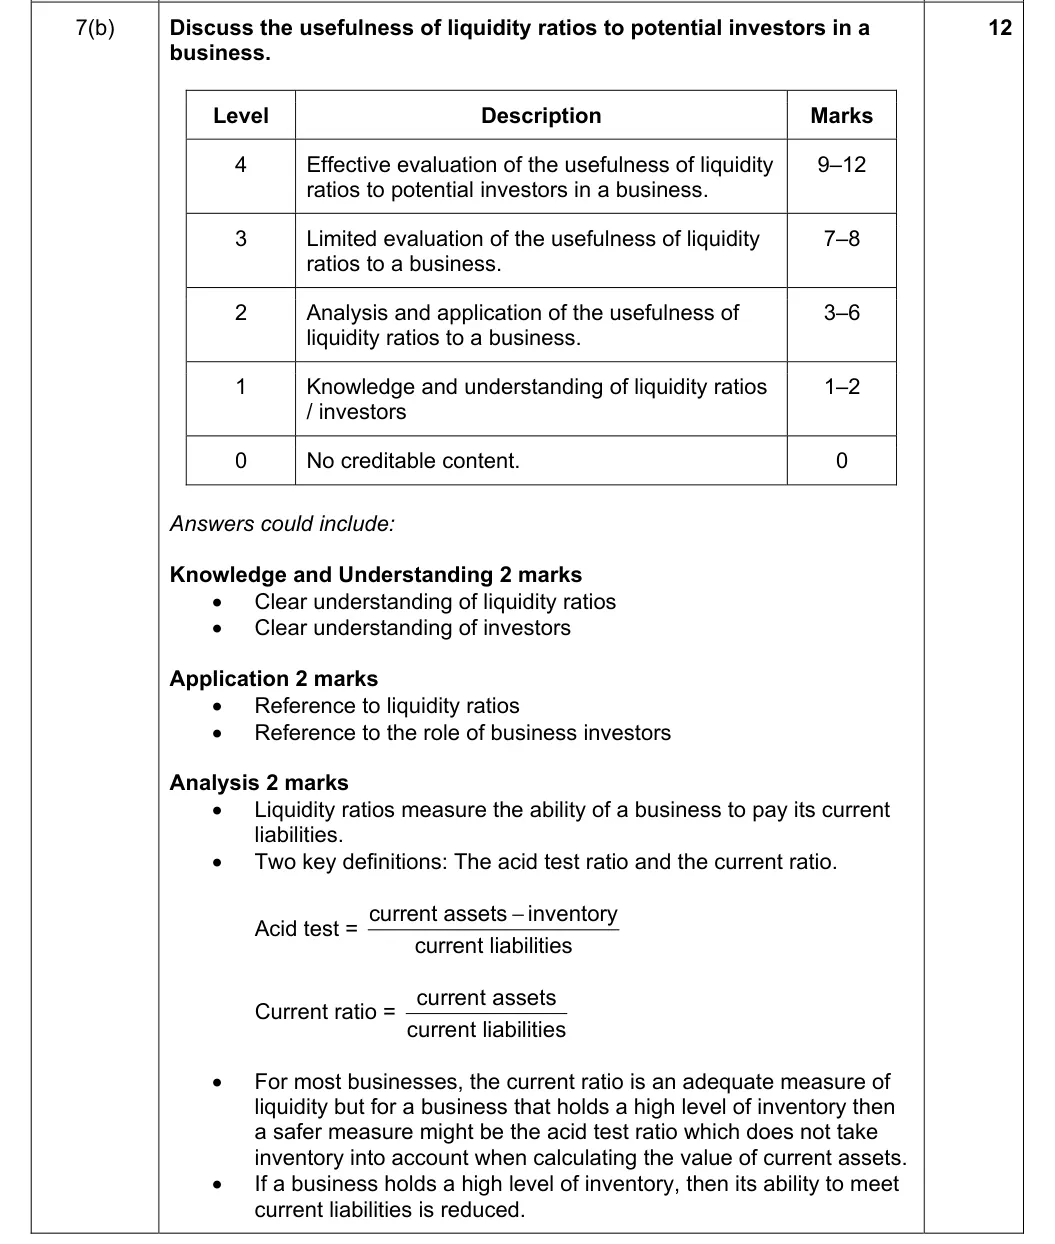 7(b)
Discuss the usefulness of liquidity ratios to potential investors in a
business.
12
Level Description Marks
4 Effective evaluation of the usefulness of liquidity 9–12
ratios to potential investors in a business.
3 Limited evaluation of the usefulness of liquidity 7–8
ratios to a business.
2 Analysis and application of the usefulness of 3–6
liquidity ratios to a business.
1 Knowledge and understanding of liquidity ratios 1–2
/ investors
0 No creditable content. 0
Answers could include:
Knowledge and Understanding 2 marks
• Clear understanding of liquidity ratios
• Clear understanding of investors
Application 2 marks
• Reference to liquidity ratios
• Reference to the role of business investors
Analysis 2 marks
• Liquidity ratios measure the ability of a business to pay its current
liabilities.
• Two key definitions: The acid test ratio and the current ratio.
Acid test = current assets – inventory
current liabilities
Current ratio = current assets
current liabilities
• For most businesses, the current ratio is an adequate measure of
liquidity but for a business that holds a high level of inventory then
a safer measure might be the acid test ratio which does not take
inventory into account when calculating the value of current assets.
• If a business holds a high level of inventory, then its ability to meet
current liabilities is reduced.